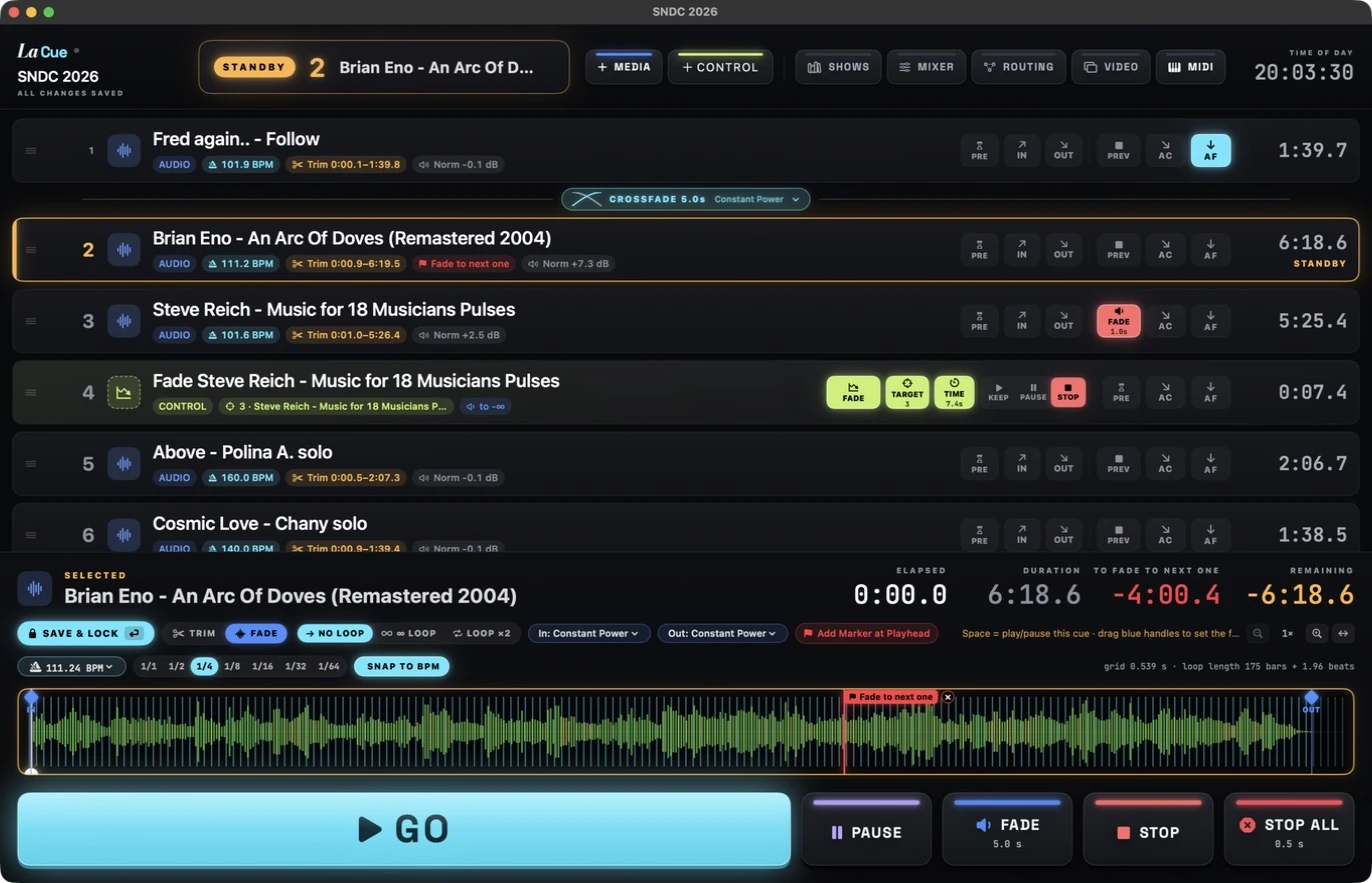 SNDC 2026
La Cue
SNDC 2026
ALL CHANGES SAVED
STANDBY 2 Brian Eno - An Arc Of D...
+ MEDIA + CONTROL SHOWS MIXER ROUTING VIDEO MIDI
TIME OF DAY
20:03:30
1 Fred again.. - Follow
AUDIO 101.9 BPM Trim 0:00.1–1:39.8 Norm -0.1 dB
PRE IN OUT PREV AC AF 1:39.7
CROSSFADE 5.0s Constant Power
2 Brian Eno - An Arc Of Doves (Remastered 2004)
AUDIO 111.2 BPM Trim 0:00.9–6:19.5 Fade to next one Norm +7.3 dB
PRE IN OUT PREV AC AF 6:18.6
STANDBY
3 Steve Reich - Music for 18 Musicians Pulses
AUDIO 101.6 BPM Trim 0:01.0–5:26.4 Norm +2.5 dB
PRE IN OUT FADE 1.0s AC AF 5:25.4
4 Fade Steve Reich - Music for 18 Musicians Pulses
CONTROL 3 · Steve Reich - Music for 18 Musicians P... to -∞
FADE TARGET 3 TIME 7.4s KEEP PAUSE STOP PRE AC AF 0:07.4
5 Above - Polina A. solo
AUDIO 160.0 BPM Trim 0:00.5–2:07.3 Norm -0.1 dB
PRE IN OUT PREV AC AF 2:06.7
6 Cosmic Love - Chany solo
AUDIO 140.0 BPM Trim 0:00.9–1:39.4 Norm -0.1 dB
PRE IN OUT PREV AC AF 1:38.5
SELECTED
Brian Eno - An Arc Of Doves (Remastered 2004)
ELAPSED DURATION TO FADE TO NEXT ONE REMAINING
0:00.0 6:18.6 -4:00.4 -6:18.6
SAVE & LOCK TRIM FADE NO LOOP ∞ LOOP LOOP ×2 In: Constant Power Out: Constant Power Add Marker at Playhead Space = play/pause this cue · drag blue handles to set the f... 1×
111.24 BPM 1/1 1/2 1/4 1/8 1/16 1/32 1/64 SNAP TO BPM grid 0.539 s · loop length 175 bars + 1.96 beats
Fade to next one
OUT
GO
PAUSE
FADE
5.0 s
STOP
STOP ALL
0.5 s